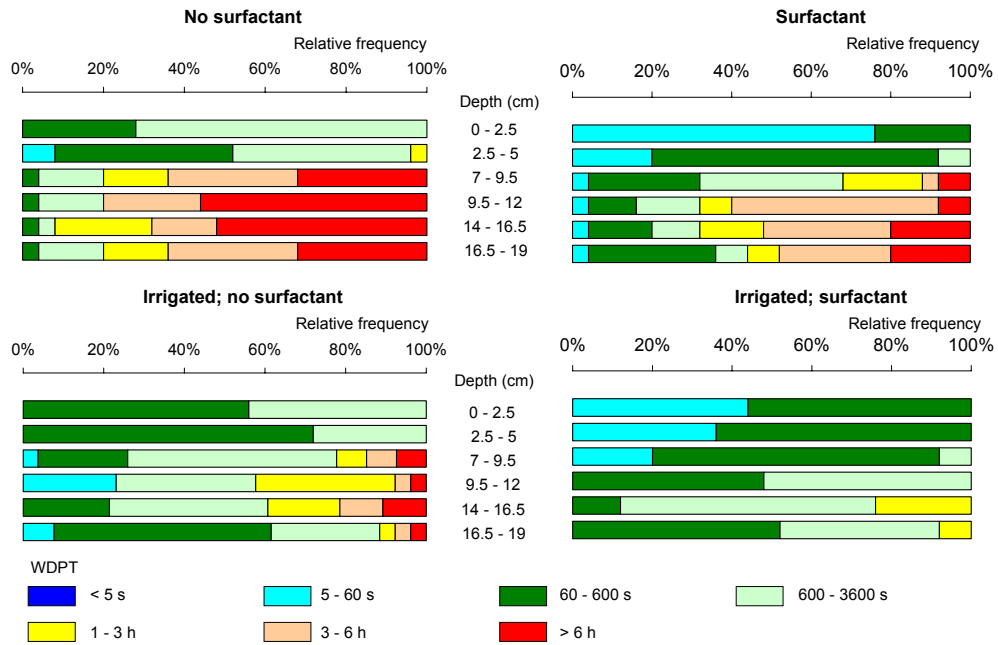 No surfactant
Surfactant
Relative frequency
Relative frequency
0% 20% 40% 60% 80% 100%
0% 20% 40% 60% 80% 100%
Depth (cm)
0 - 2.5
2.5 - 5
7 - 9.5
9.5 - 12
14 - 16.5
16.5 - 19
Irrigated; no surfactant
Irrigated; surfactant
Relative frequency
Relative frequency
0% 20% 40% 60% 80% 100%
0% 20% 40% 60% 80% 100%
Depth (cm)
0 - 2.5
2.5 - 5
7 - 9.5
9.5 - 12
14 - 16.5
16.5 - 19
WDPT
< 5 s
5 - 60 s
60 - 600 s
600 - 3600 s
1 - 3 h
3 - 6 h
> 6 h